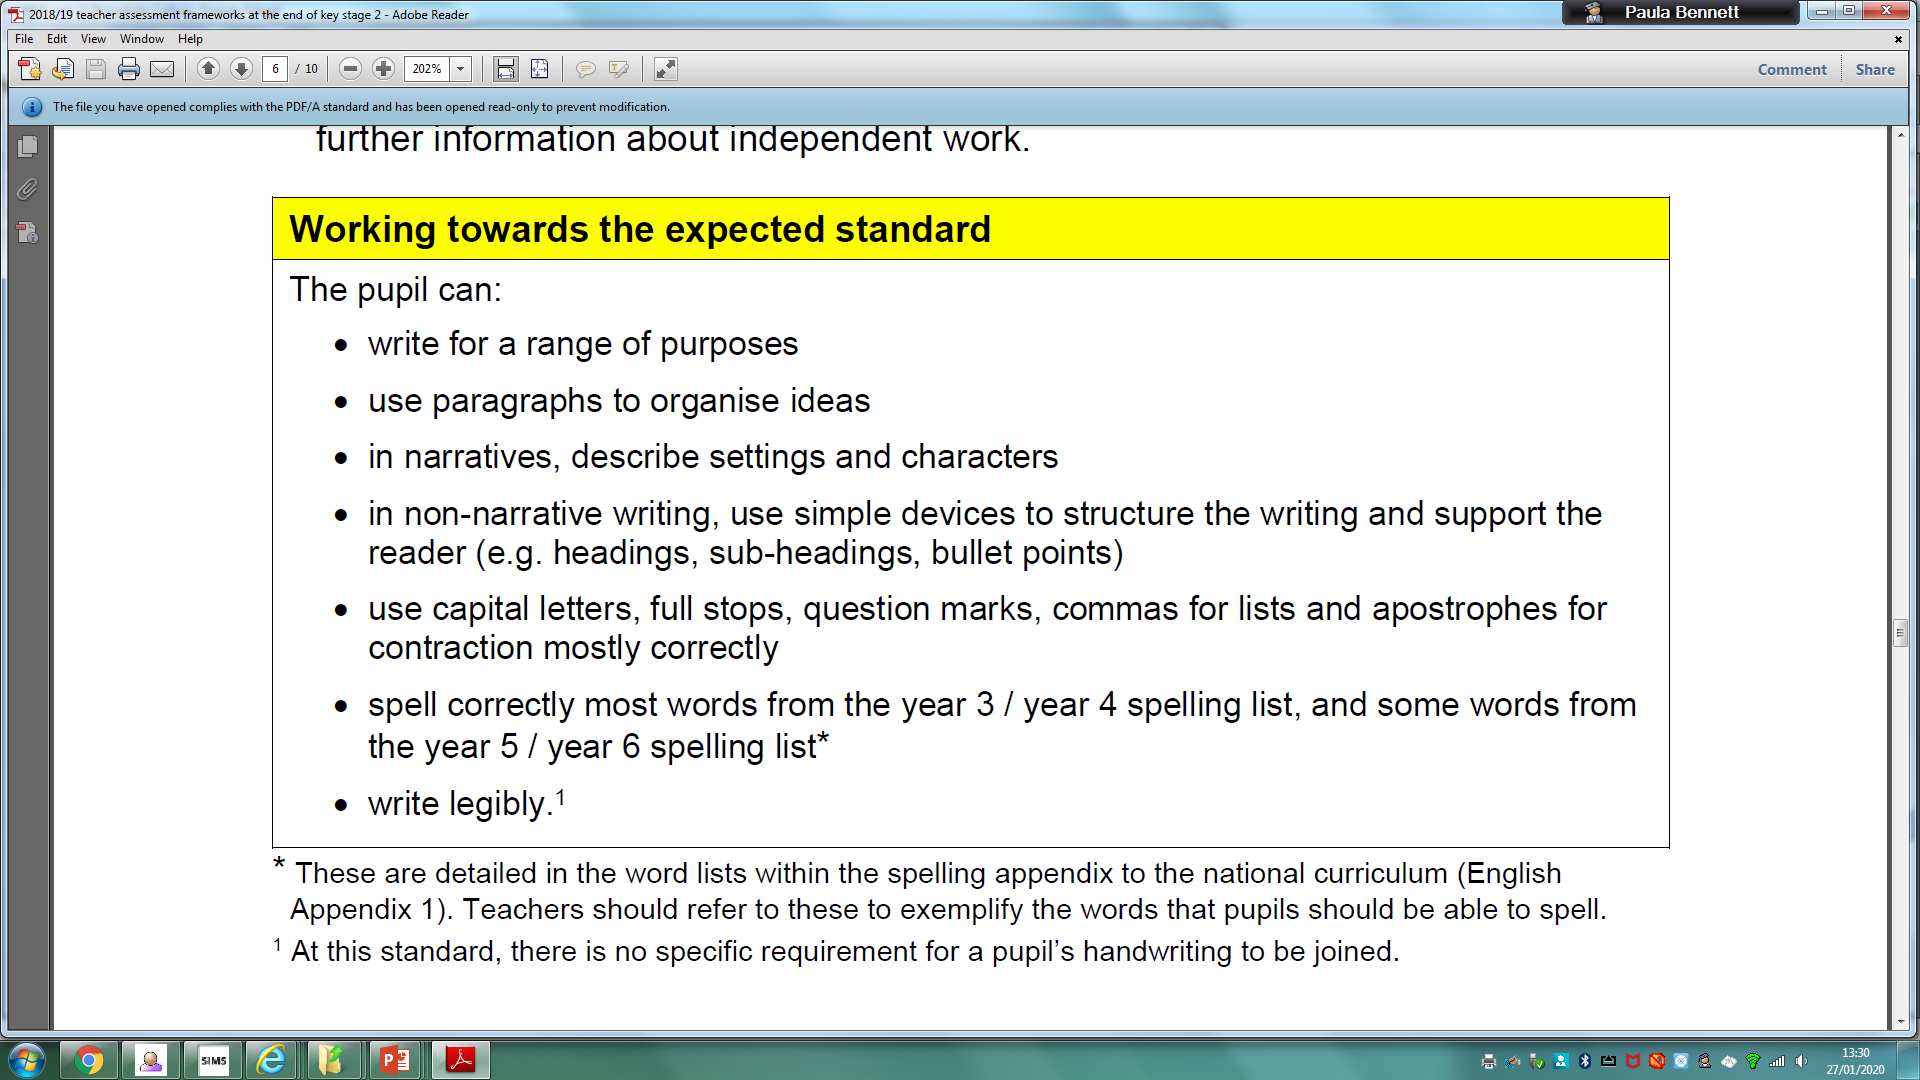 2018/19 teacher assessment frameworks at the end of key stage 2 - Adobe Reader
Paula Bennett
File Edit View Window Help
6 / 10 202%
Comment Share
The file you have opened complies with the PDF/A standard and has been opened read-only to prevent modification.
further information about independent work.
Working towards the expected standard
The pupil can:
• write for a range of purposes
• use paragraphs to organise ideas
• in narratives, describe settings and characters
• in non-narrative writing, use simple devices to structure the writing and support the
reader (e.g. headings, sub-headings, bullet points)
• use capital letters, full stops, question marks, commas for lists and apostrophes for
contraction mostly correctly
• spell correctly most words from the year 3 / year 4 spelling list, and some words from
the year 5 / year 6 spelling list*
• write legibly.1
* These are detailed in the word lists within the spelling appendix to the national curriculum (English
Appendix 1). Teachers should refer to these to exemplify the words that pupils should be able to spell.
1 At this standard, there is no specific requirement for a pupil's handwriting to be joined.
SIMS
13:30
27/01/2020